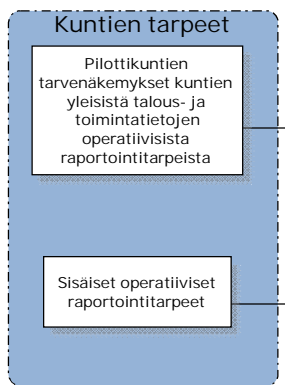 Kuntien tarpeet
Pilottikuntien
tarvenäkemykset kuntien
yleisistä talous- ja
toimintatietojen
operatiivisista
raportointitarpeista
Sisäiset operatiiviset
raportointitarpeet